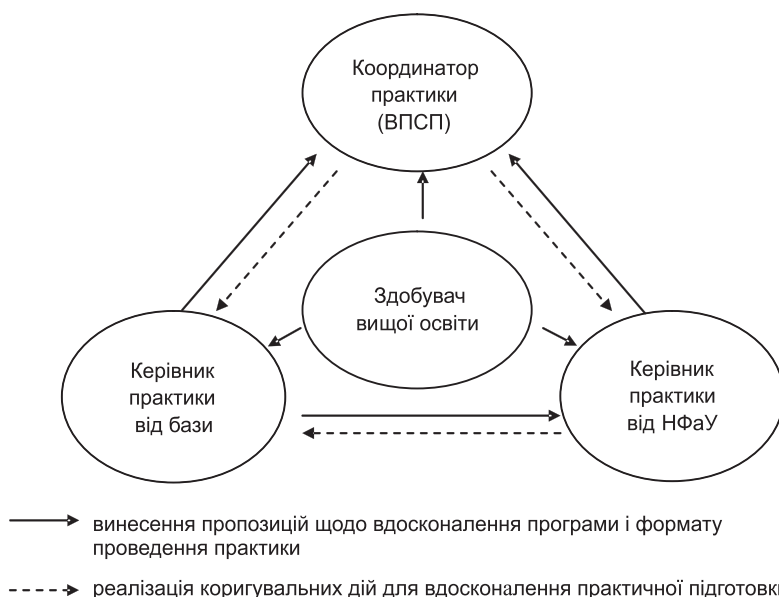 Координатор
практики
(ВПСП)
Здобувач
вищої освіти
Керівник
практики
від бази
Керівник
практики
від НФаУ
винесення пропозицій щодо вдосконалення програми і формату
проведення практики
реалізація коригувальних дій для вдосконалення практичної підготовки